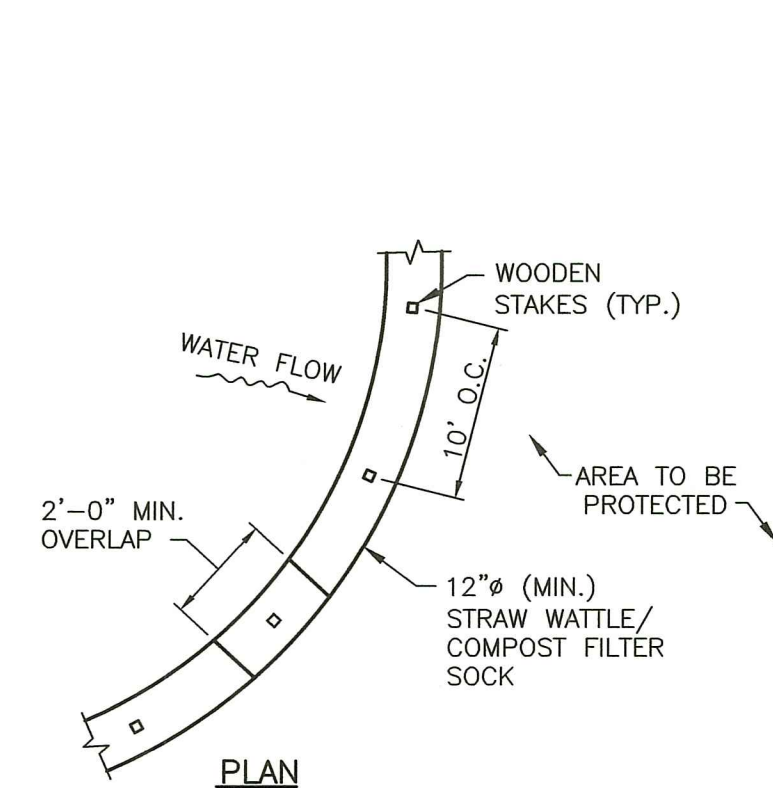 WOODEN
STAKES (TYP.)
WATER FLOW
10' O.C.
AREA TO BE
PROTECTED
2'-0" MIN.
OVERLAP
12"ø (MIN.)
STRAW WATTLE/
COMPOST FILTER
SOCK
PLAN